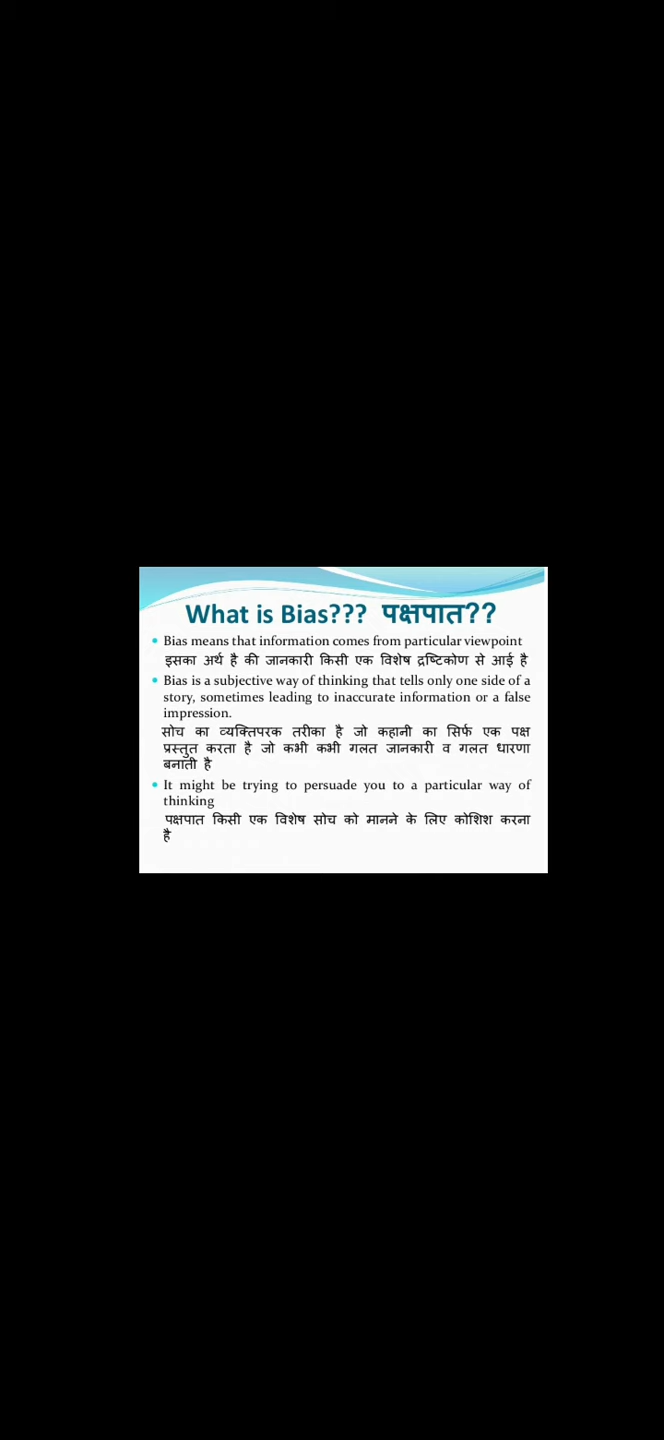 What is Bias??? पक्षपात??
• Bias means that information comes from particular viewpoint
इसका अर्थ है की जानकारी किसी एक विशेष द्रष्टिकोण से आई है
• Bias is a subjective way of thinking that tells only one side of a
story, sometimes leading to inaccurate information or a false
impression.
सोच का व्यक्तिपरक तरीका है जो कहानी का सिर्फ एक पक्ष
प्रस्तुत करता है जो कभी कभी गलत जानकारी व गलत धारणा
बनाती है
• It might be trying to persuade you to a particular way of
thinking
पक्षपात किसी एक विशेष सोच को मानने के लिए कोशिश करना
है